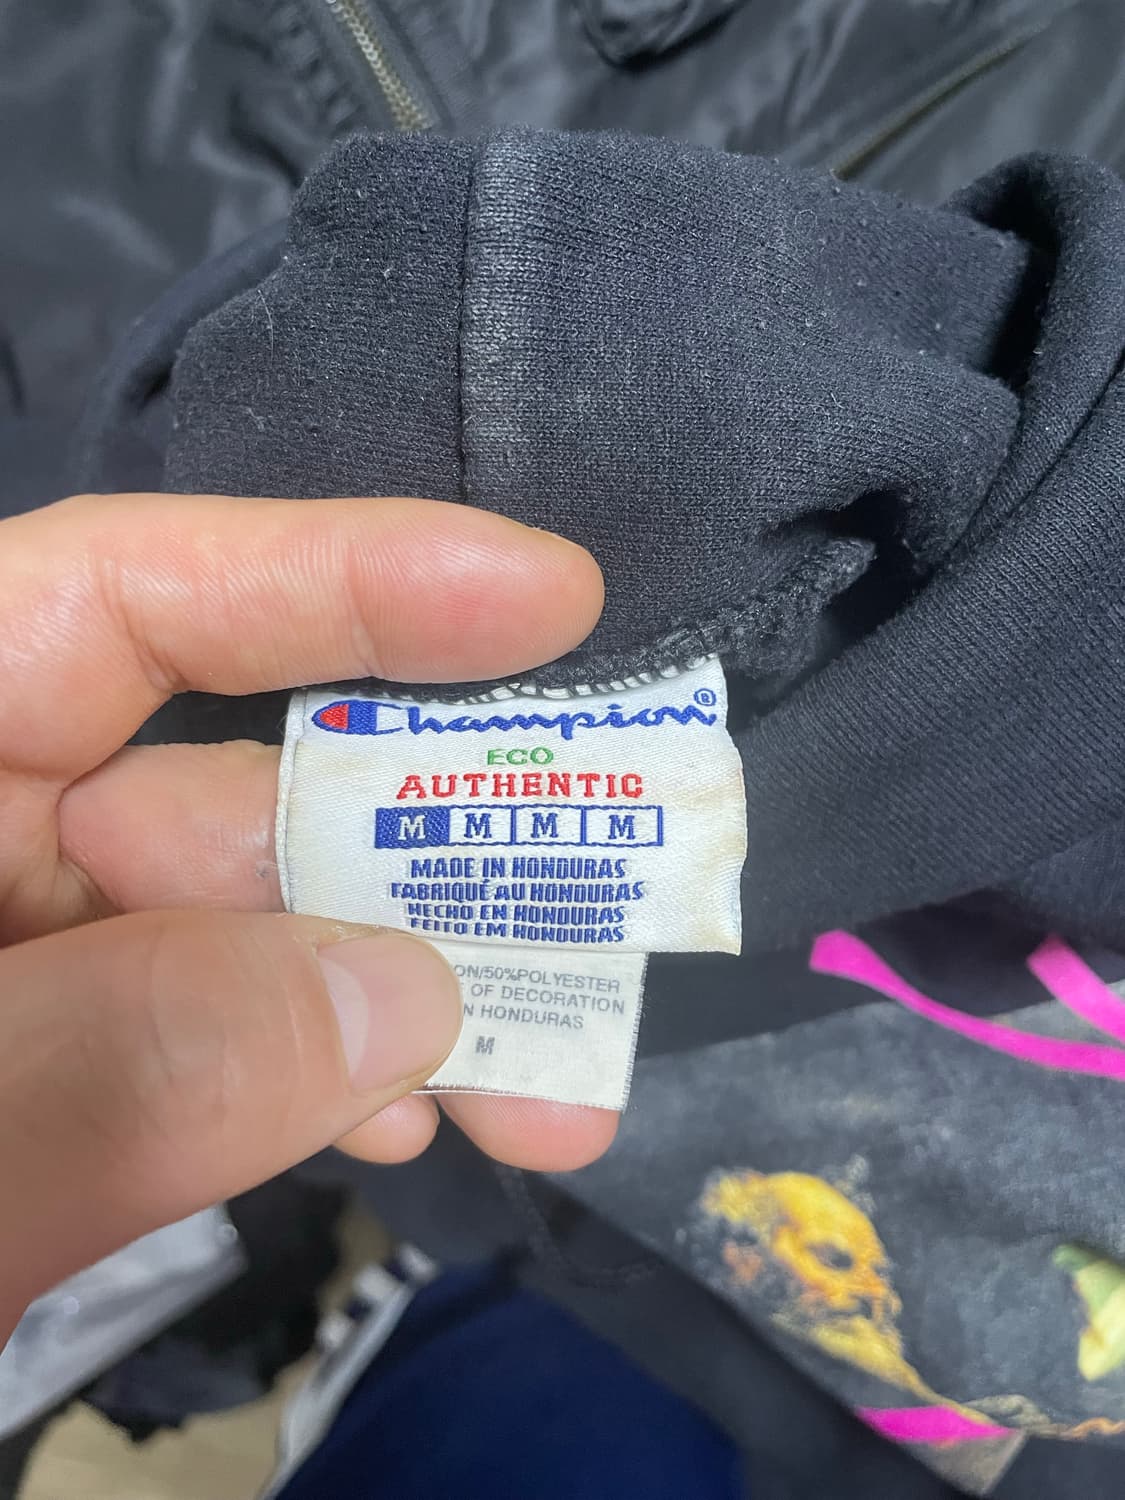 Champion®
ECO
AUTHENTIC
M M M M
MADE IN HONDURAS
FABRIQUÉ AU HONDURAS
HECHO EN HONDURAS
FEITO EM HONDURAS
ON/50%POLYESTER
OF DECORATION
N HONDURAS
M